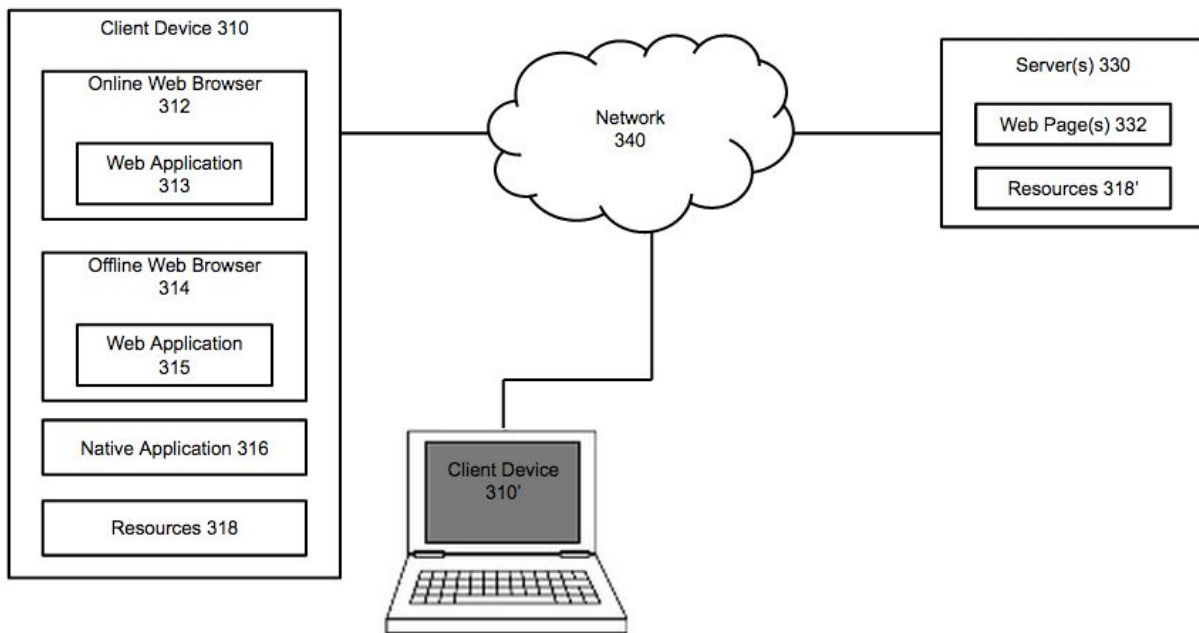 Client Device 310
Online Web Browser
312
Web Application
313
Offline Web Browser
314
Web Application
315
Native Application 316
Resources 318
Network
340
Client Device
310'
Server(s) 330
Web Page(s) 332
Resources 318'